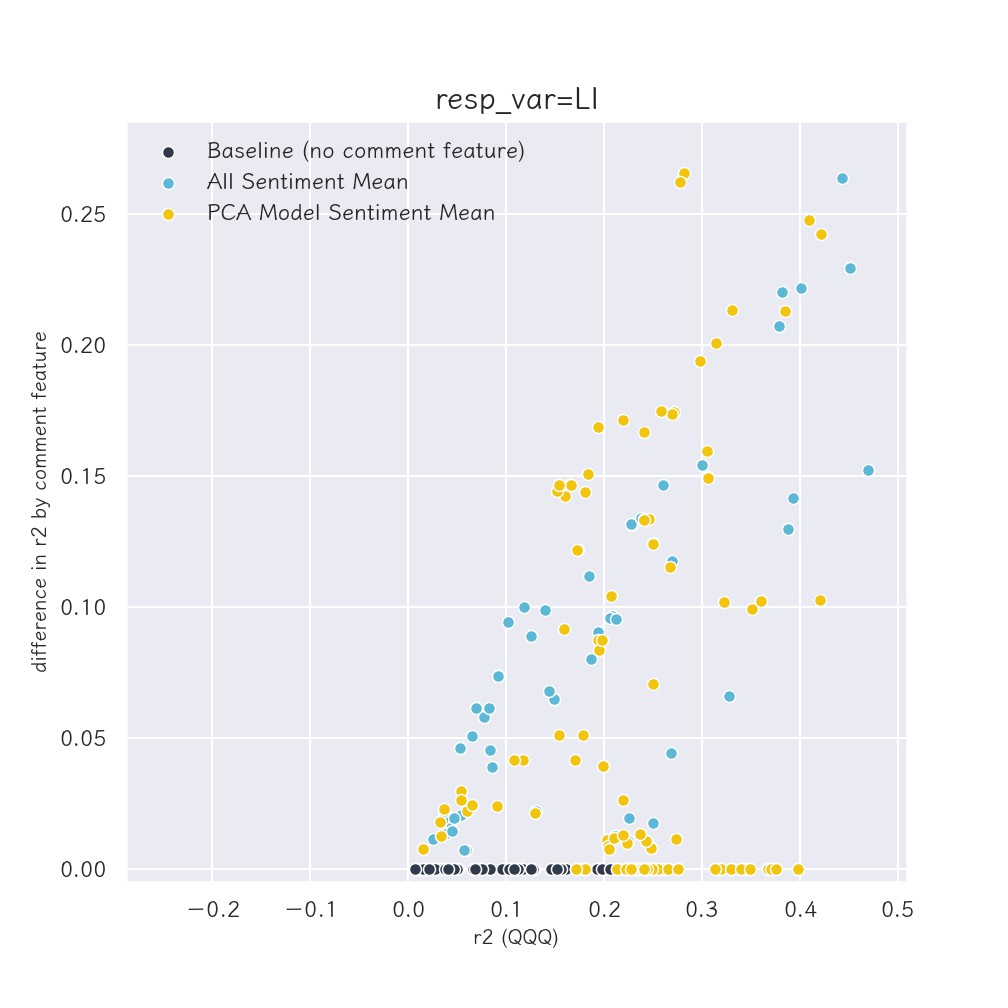 resp_var=LI
Baseline (no comment feature)
All Sentiment Mean
PCA Model Sentiment Mean
difference in r2 by comment feature
0.25
0.20
0.15
0.10
0.05
0.00
−0.2 −0.1 0.0 0.1 0.2 0.3 0.4 0.5
r2 (QQQ)